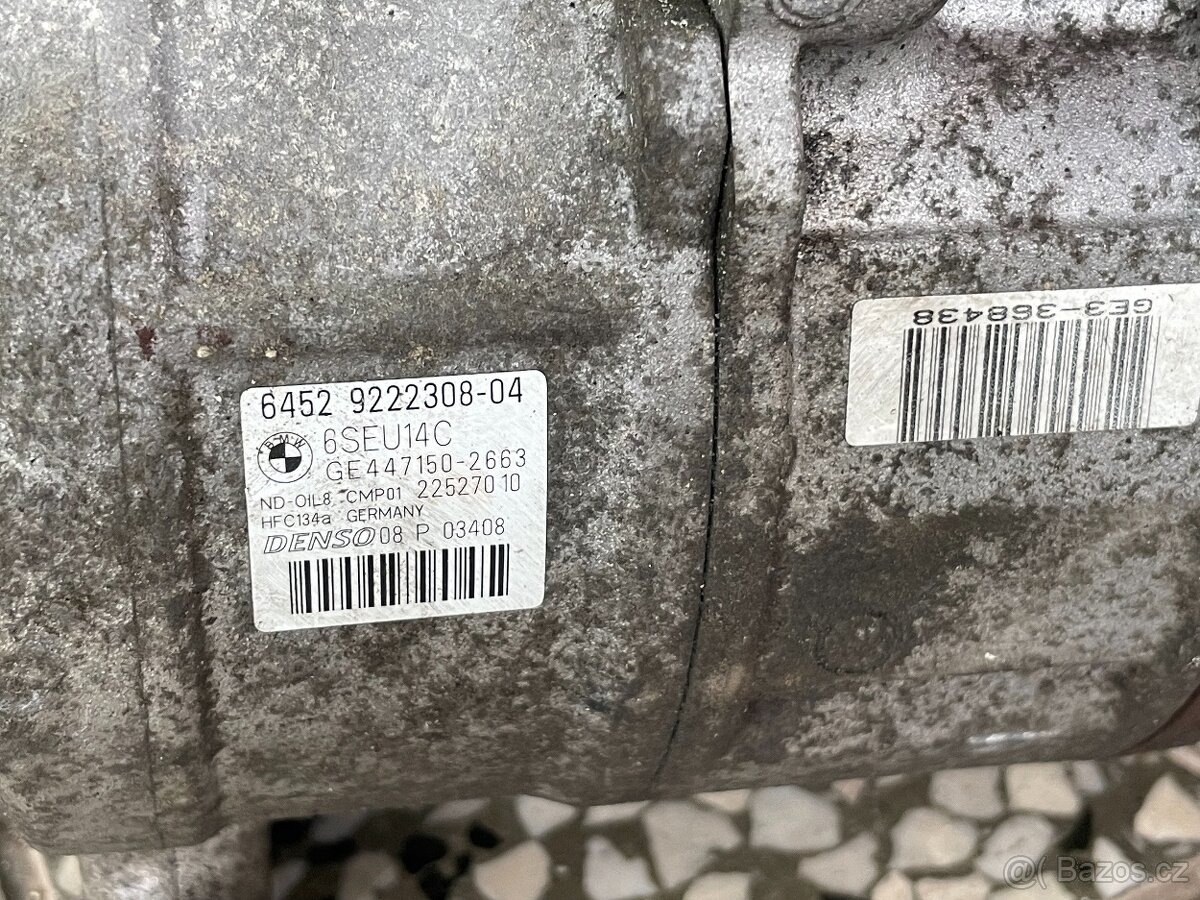 6452 9222308-04
BMW
6SEU14C
GE447150-2663
ND-OIL8 CMP01 22527010
HFC134a GERMANY
DENSO 08 P 03408
GE3-368438
@ Bazos.cz